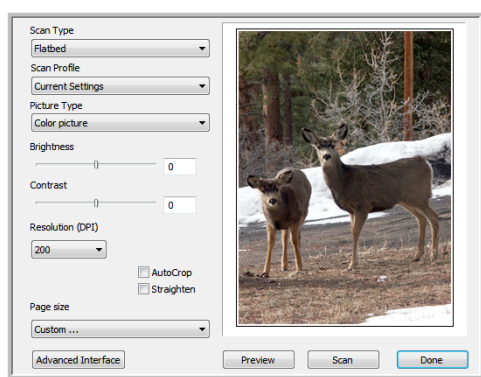 Scan Type
Flatbed
Scan Profile
Current Settings
Picture Type
Color picture
Brightness
0
Contrast
0
Resolution (DPI)
200
AutoCrop
Straighten
Page size
Custom ...
Advanced Interface
Preview
Scan
Done